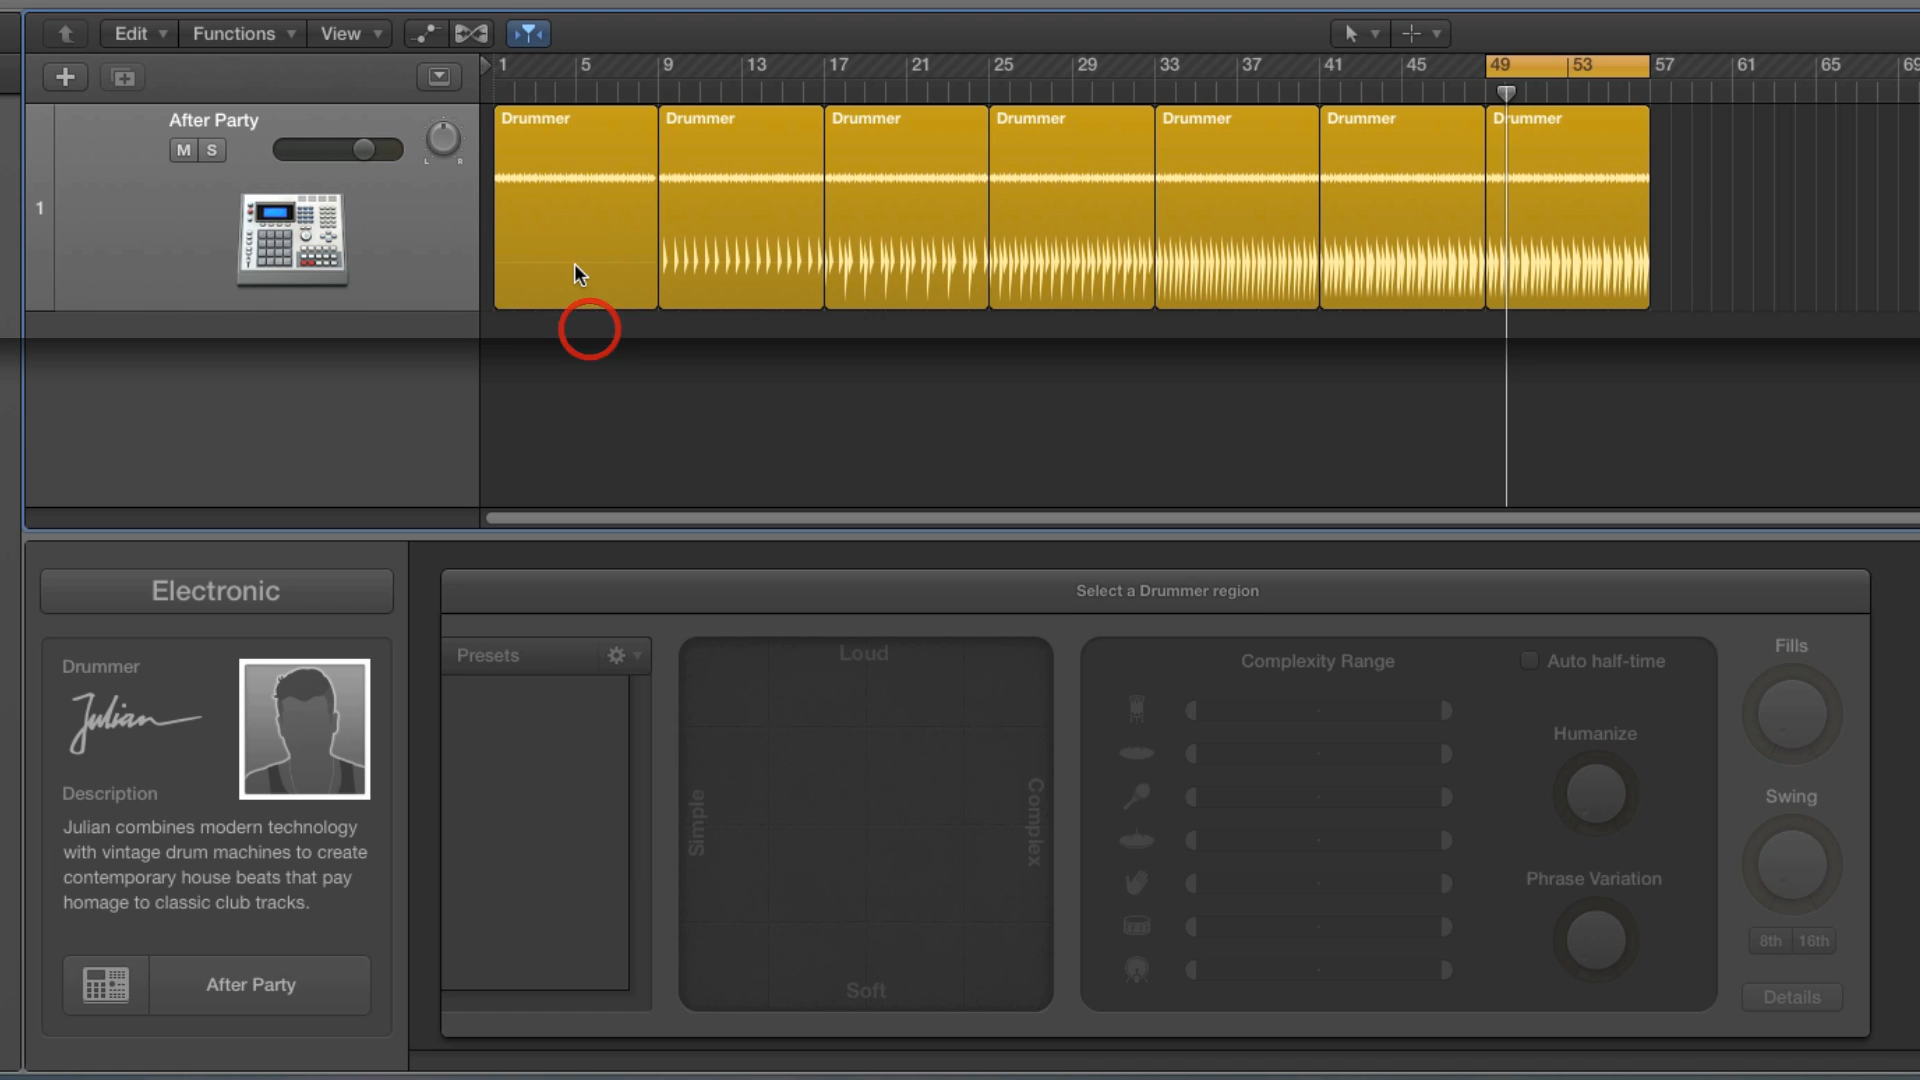 Edit Functions View
1 5 9 13 17 21 25 29 33 37 41 45 49 53 57 61 65 69
After Party
M S
L R
1
Drummer Drummer Drummer Drummer Drummer Drummer Drummer
Electronic
Drummer
Julian
Description
Julian combines modern technology
with vintage drum machines to create
contemporary house beats that pay
homage to classic club tracks.
After Party
Select a Drummer region
Presets
Loud
Simple
Complex
Soft
Complexity Range
Auto half-time
Humanize
Phrase Variation
Fills
Swing
8th 16th
Details